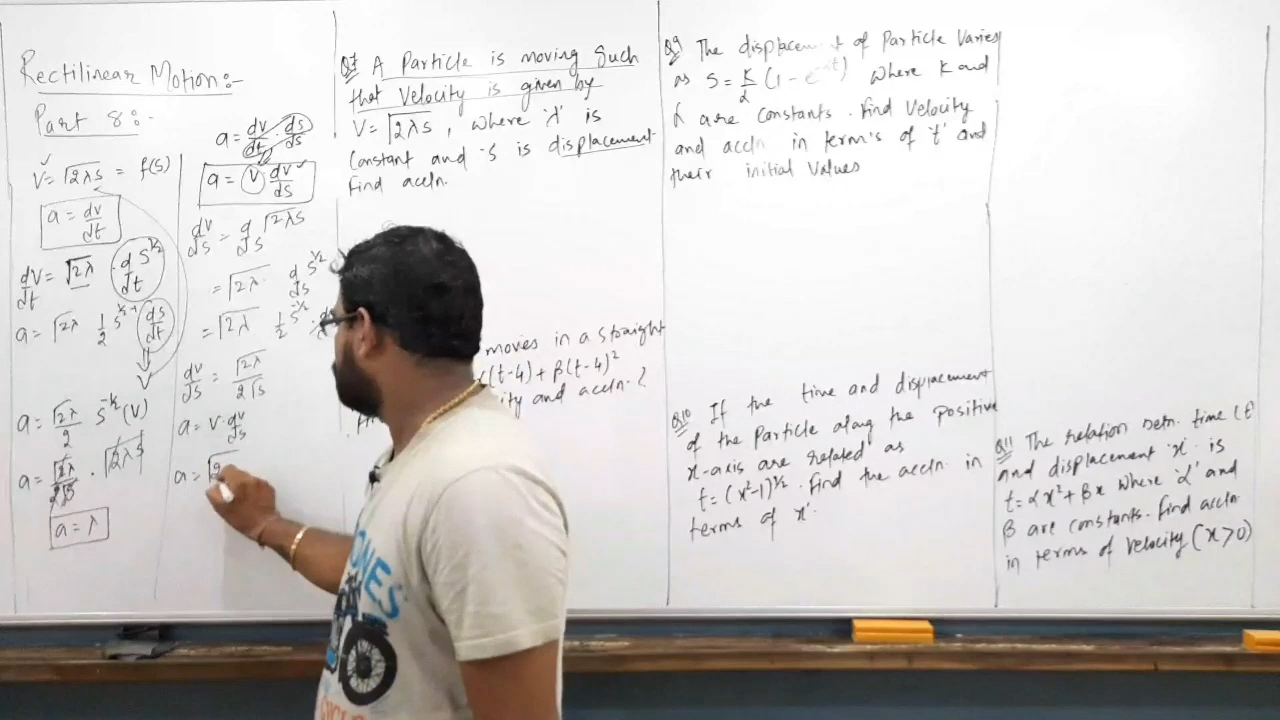 Rectilinear Motion:-
Part 8:-
V = √2λs = f(s)
a = dv/dt
dv/dt = √2λ · d/dt S^1/2
a = √2λ 1/2 S^1/2-1 ds/dt
V
a = √2λ/2 S^-1/2 (V)
a = √2λ/2√s · √2λs
a = λ
a = dv/dt · ds/ds
a = V dv/ds
dv/ds = d/ds √2λs
= √2λ · d/ds S^1/2
= √2λ 1/2 S^-1/2 ·
dv/ds = √2λ/2√s
a = V · dv/ds
a = √2
Q7 A Particle is moving Such
that Velocity is given by
V = √2λs, where 'λ' is
Constant and 's' is displacement
find accln.
moves in a straight
(t-4) + β(t-4)²
and accln. ?
Q9 The displacem t of Particle Varies
as S = K/α (1 - e^-αt) where K and
α are constants. find Velocity
and accln in term's of 't' and
their initial Values
Q10 If the time and displacement
of the Particle along the Positive
x-axis are related as
t = (x²-1)^1/2. Find the accln. in
terms of 'x'.
Q11 The relation betn. time (t)
and displacement 'x' is
t = αx² + βx where 'α' and
β are constants. find accln
in terms of velocity (x>0)